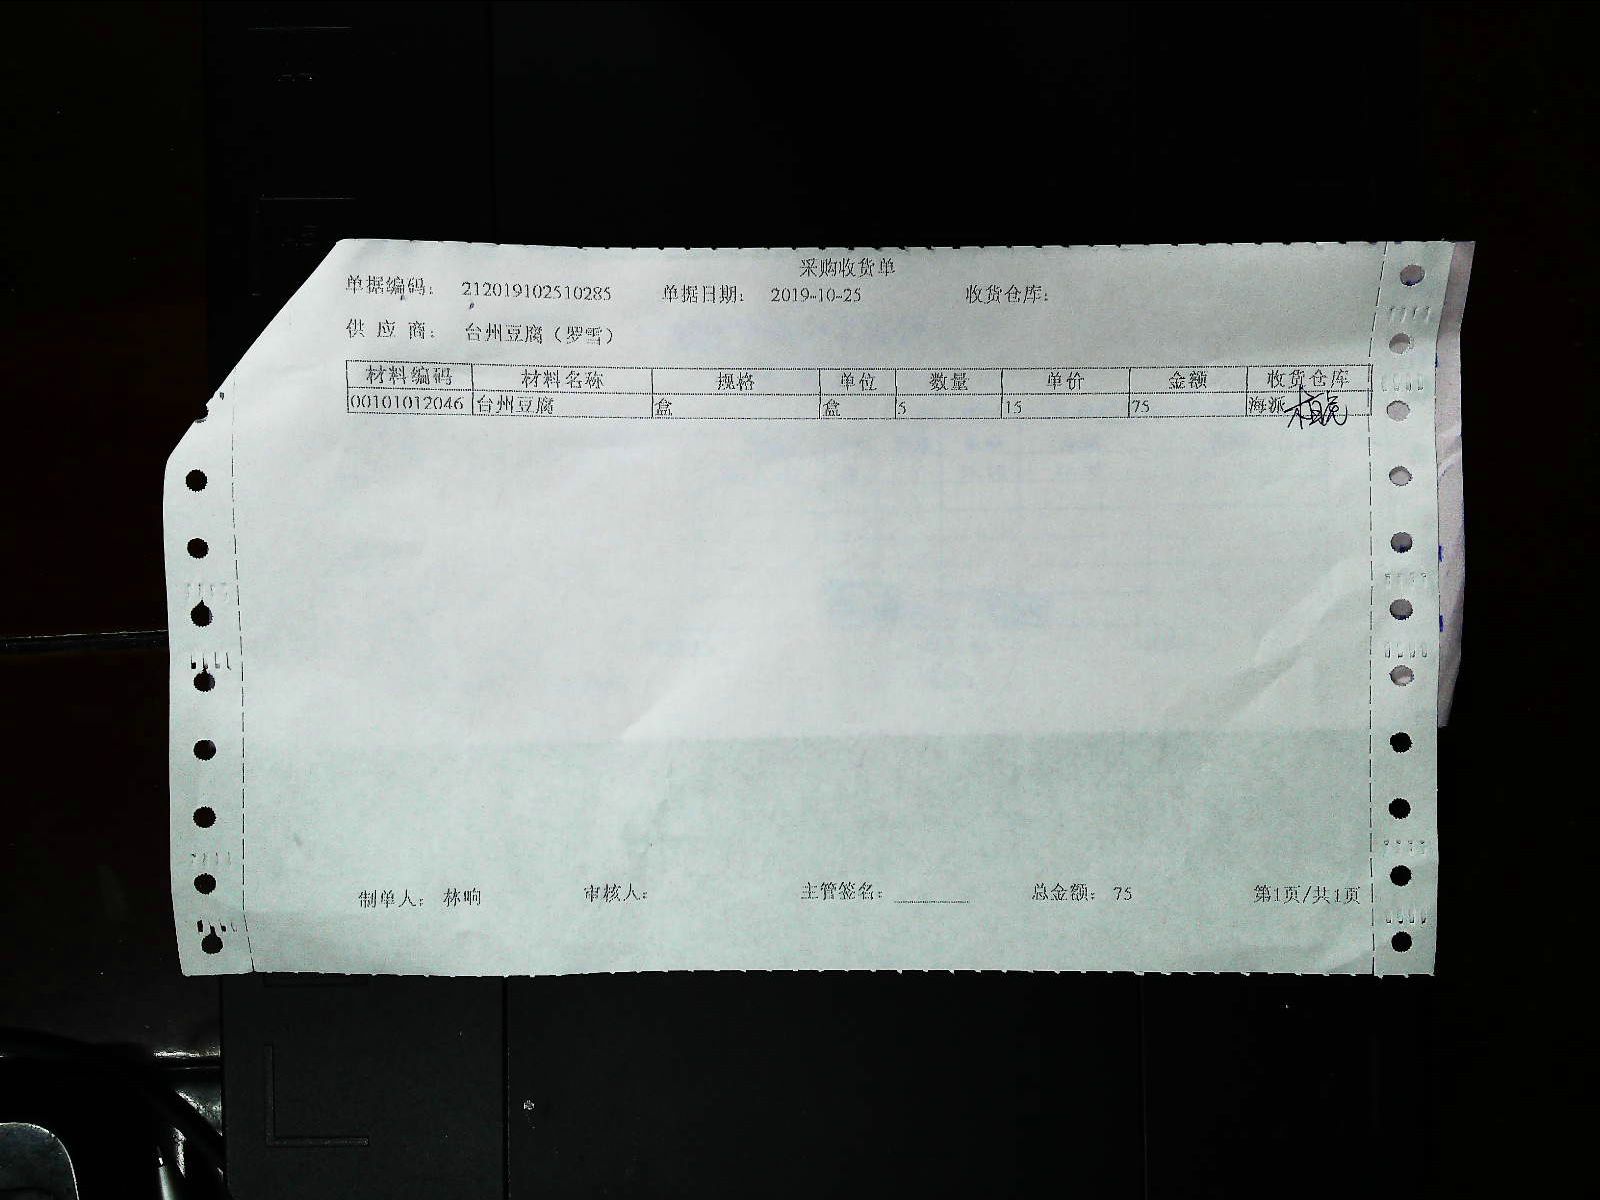 采购收货单
单据编码： 212019102510285 单据日期： 2019-10-25 收货仓库：
供 应 商： 台州豆腐（罗雪）
材料编码 材料名称 规格 单位 数量 单价 金额 收货仓库
00101012046 台州豆腐 盒 盒 5 15 75 海派
制单人： 林响 审核人： 主管签名： 总金额： 75 第1页/共1页